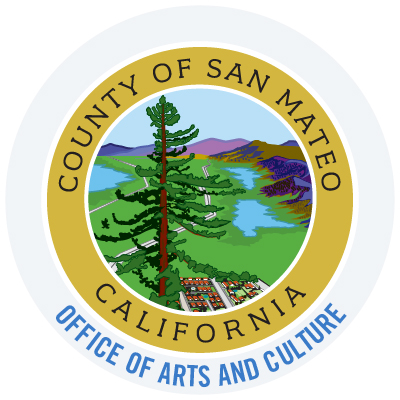 COUNTY OF SAN MATEO
CALIFORNIA
OFFICE OF ARTS AND CULTURE